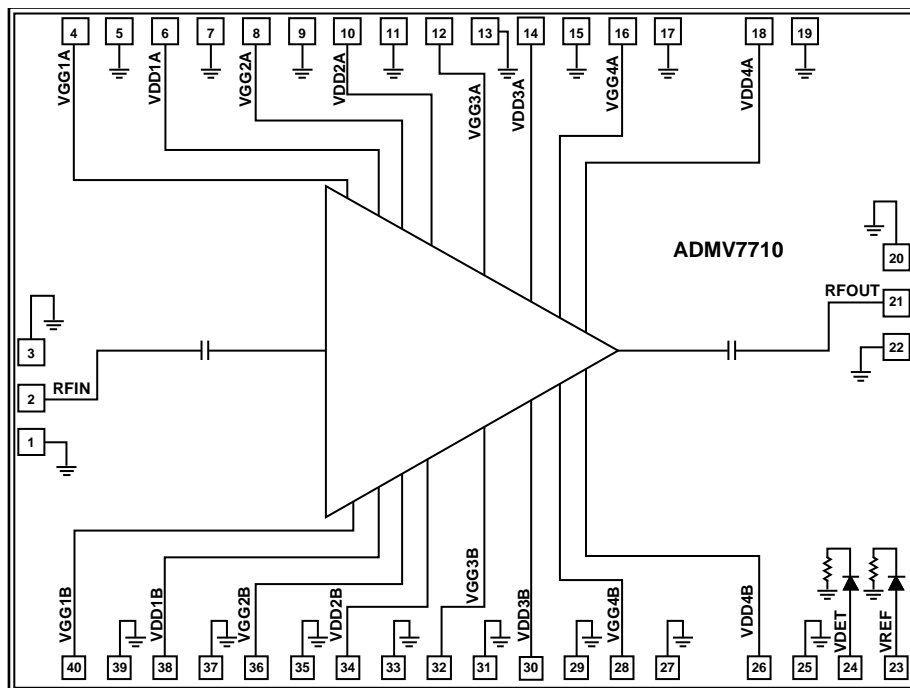 4 5 6 7 8 9 10 11 12 13 14 15 16 17 18 19
VGG1A VDD1A VGG2A VDD2A VGG3A VDD3A VGG4A VDD4A
ADMV7710
20
RFOUT 21
22
3
2 RFIN
1
VGG1B VDD1B VGG2B VDD2B VGG3B VDD3B VGG4B VDD4B VDET VREF
40 39 38 37 36 35 34 33 32 31 30 29 28 27 26 25 24 23